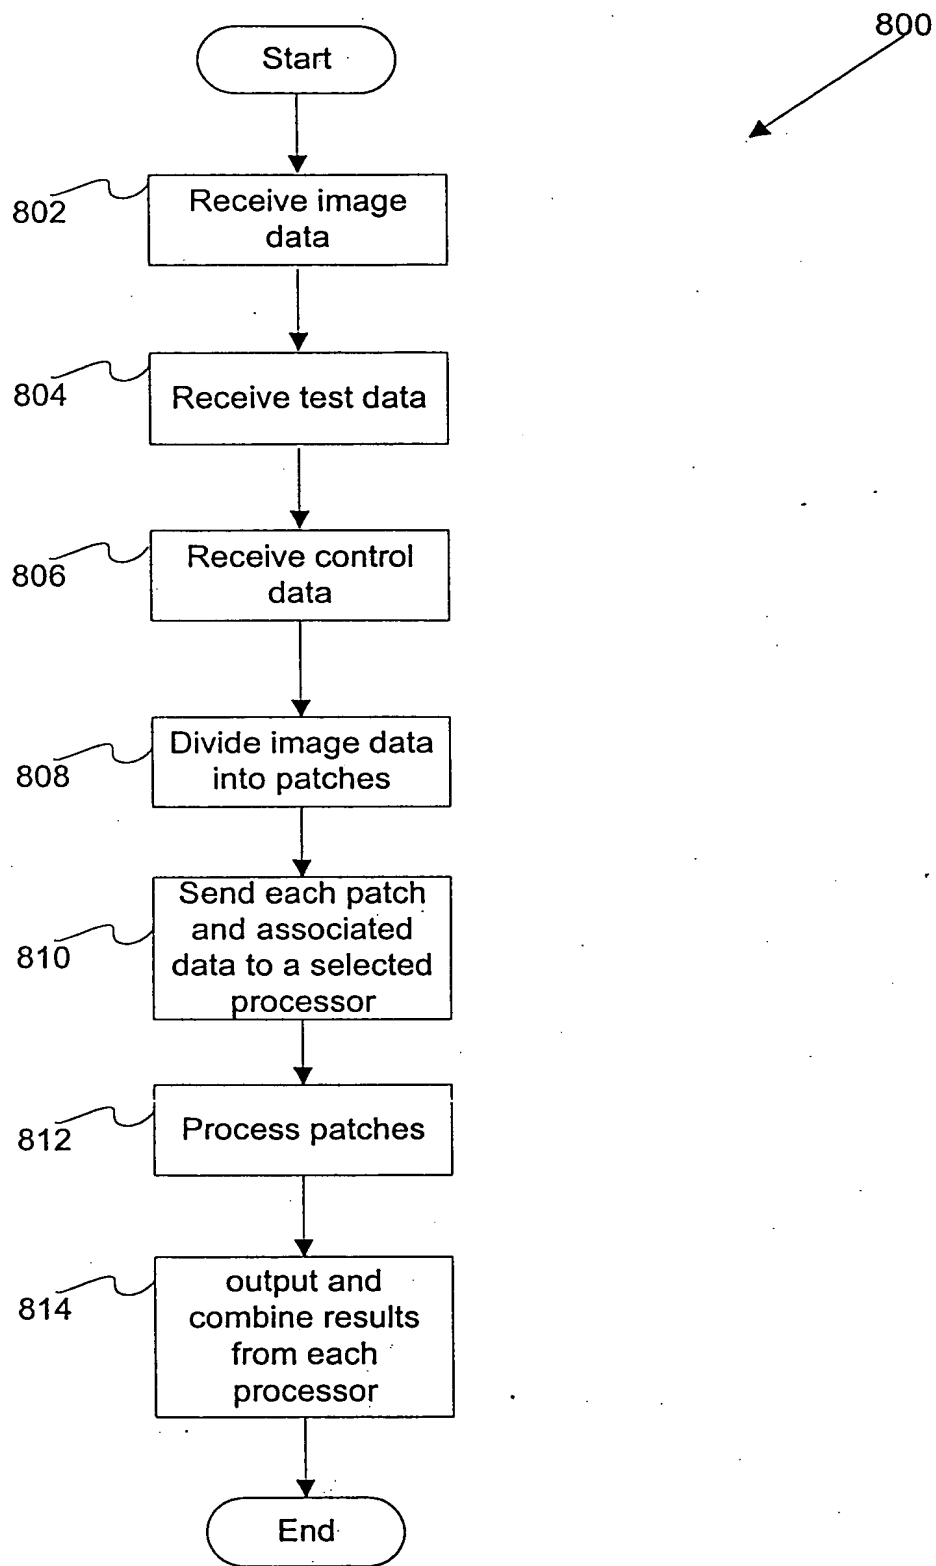 800
Start
802
Receive image
data
804
Receive test data
806
Receive control
data
808
Divide image data
into patches
810
Send each patch
and associated
data to a selected
processor
812
Process patches
814
output and
combine results
from each
processor
End